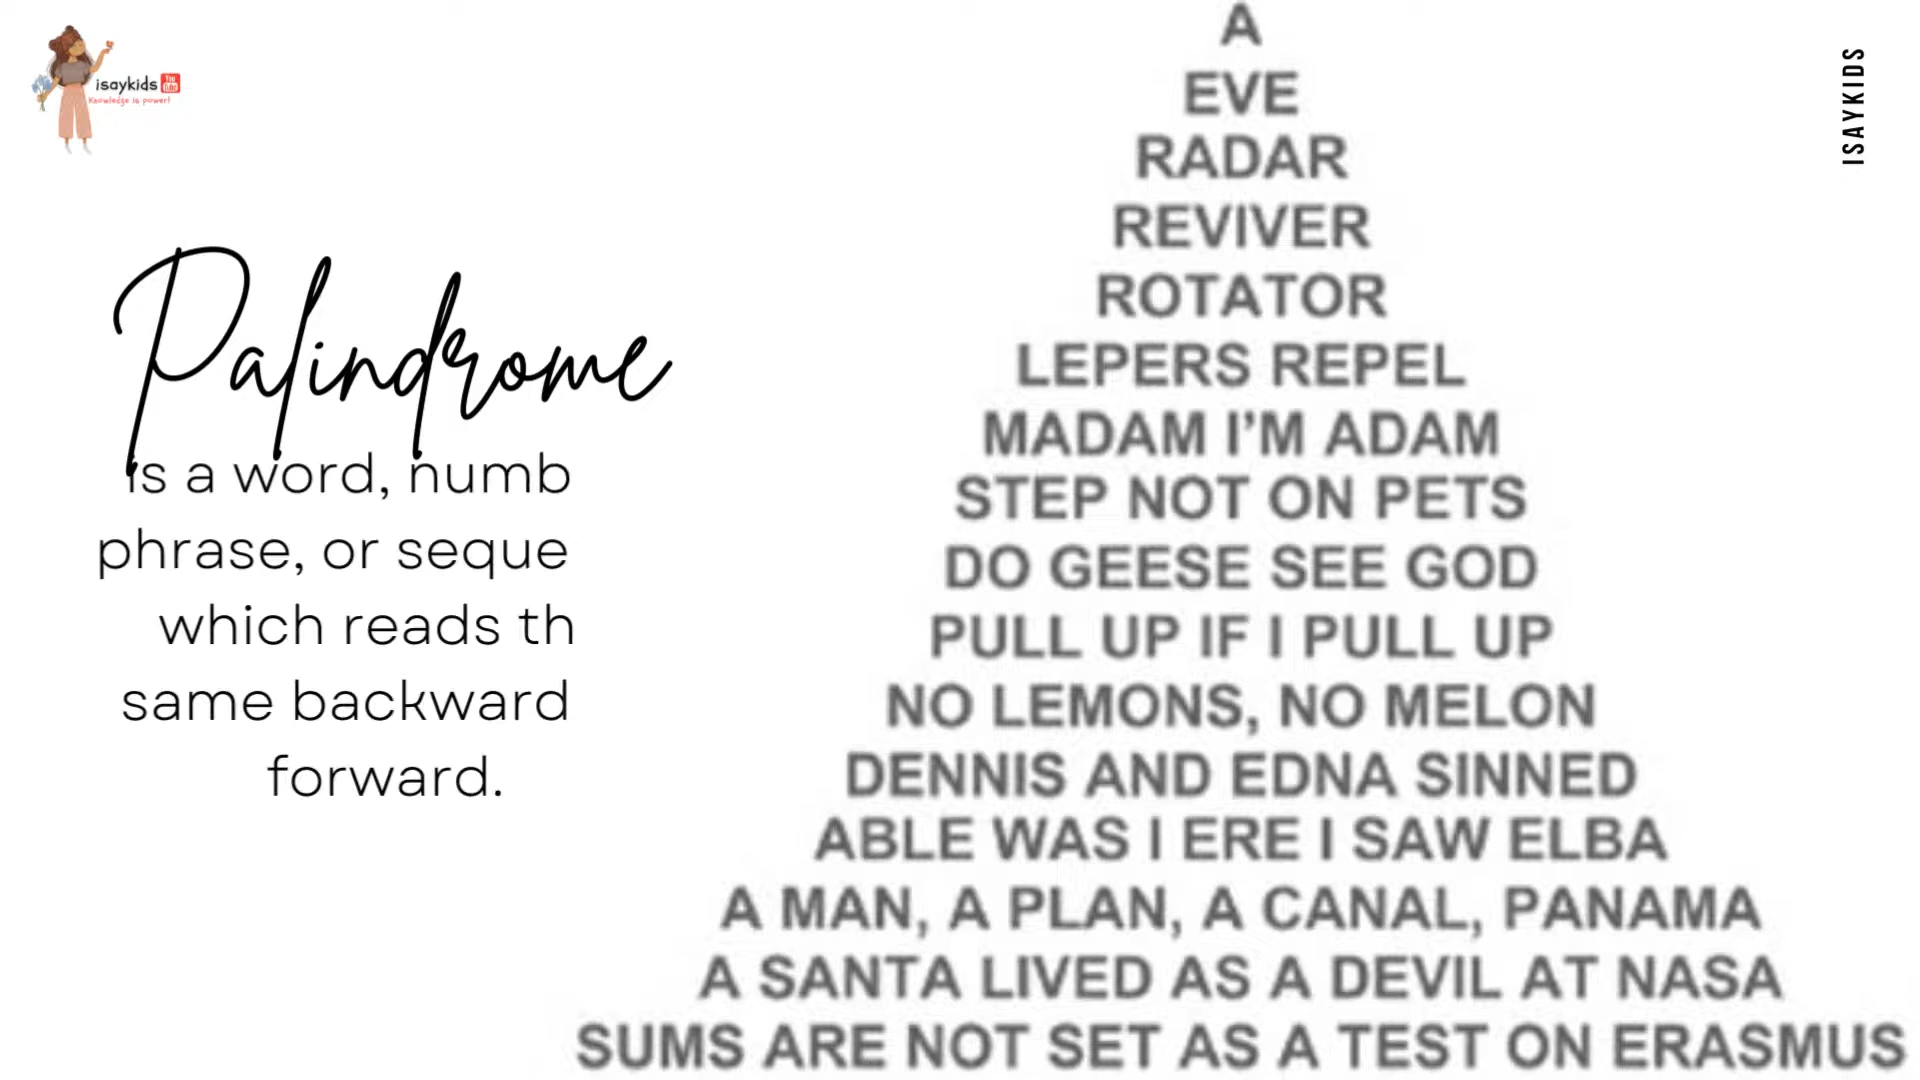 isaykids
You Tube
Knowledge is power!
ISAYKIDS
Palindrome
is a word, numb
phrase, or seque
which reads th
same backward
forward.
A
EVE
RADAR
REVIVER
ROTATOR
LEPERS REPEL
MADAM I’M ADAM
STEP NOT ON PETS
DO GEESE SEE GOD
PULL UP IF I PULL UP
NO LEMONS, NO MELON
DENNIS AND EDNA SINNED
ABLE WAS I ERE I SAW ELBA
A MAN, A PLAN, A CANAL, PANAMA
A SANTA LIVED AS A DEVIL AT NASA
SUMS ARE NOT SET AS A TEST ON ERASMUS